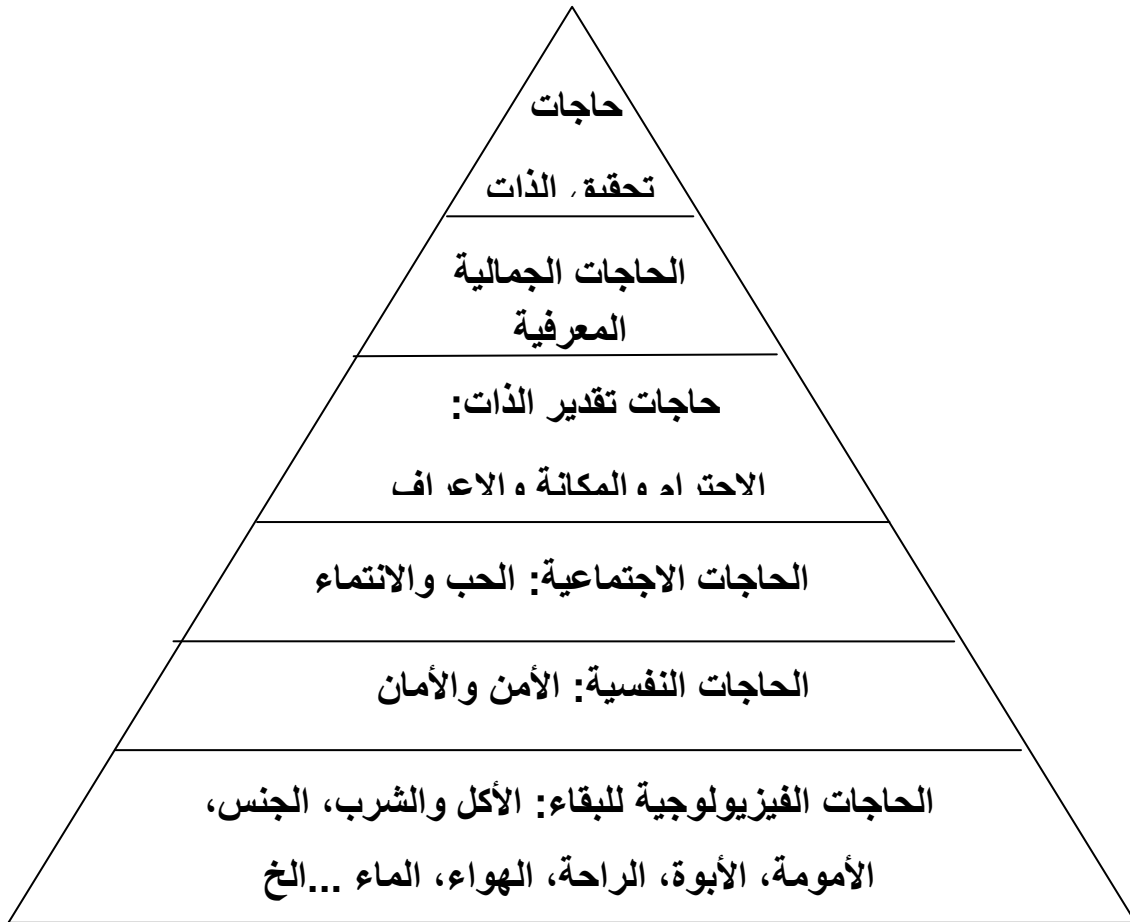 حاجات
تحقيق الذات
الحاجات الجمالية
المعرفية
حاجات تقدير الذات:
الاحترام والمكانة والاعراف
الحاجات الاجتماعية: الحب والانتماء
الحاجات النفسية: الأمن والأمان
الحاجات الفيزيولوجية للبقاء: الأكل والشرب، الجنس،
الأمومة، الأبوة، الراحة، الهواء، الماء ...الخ